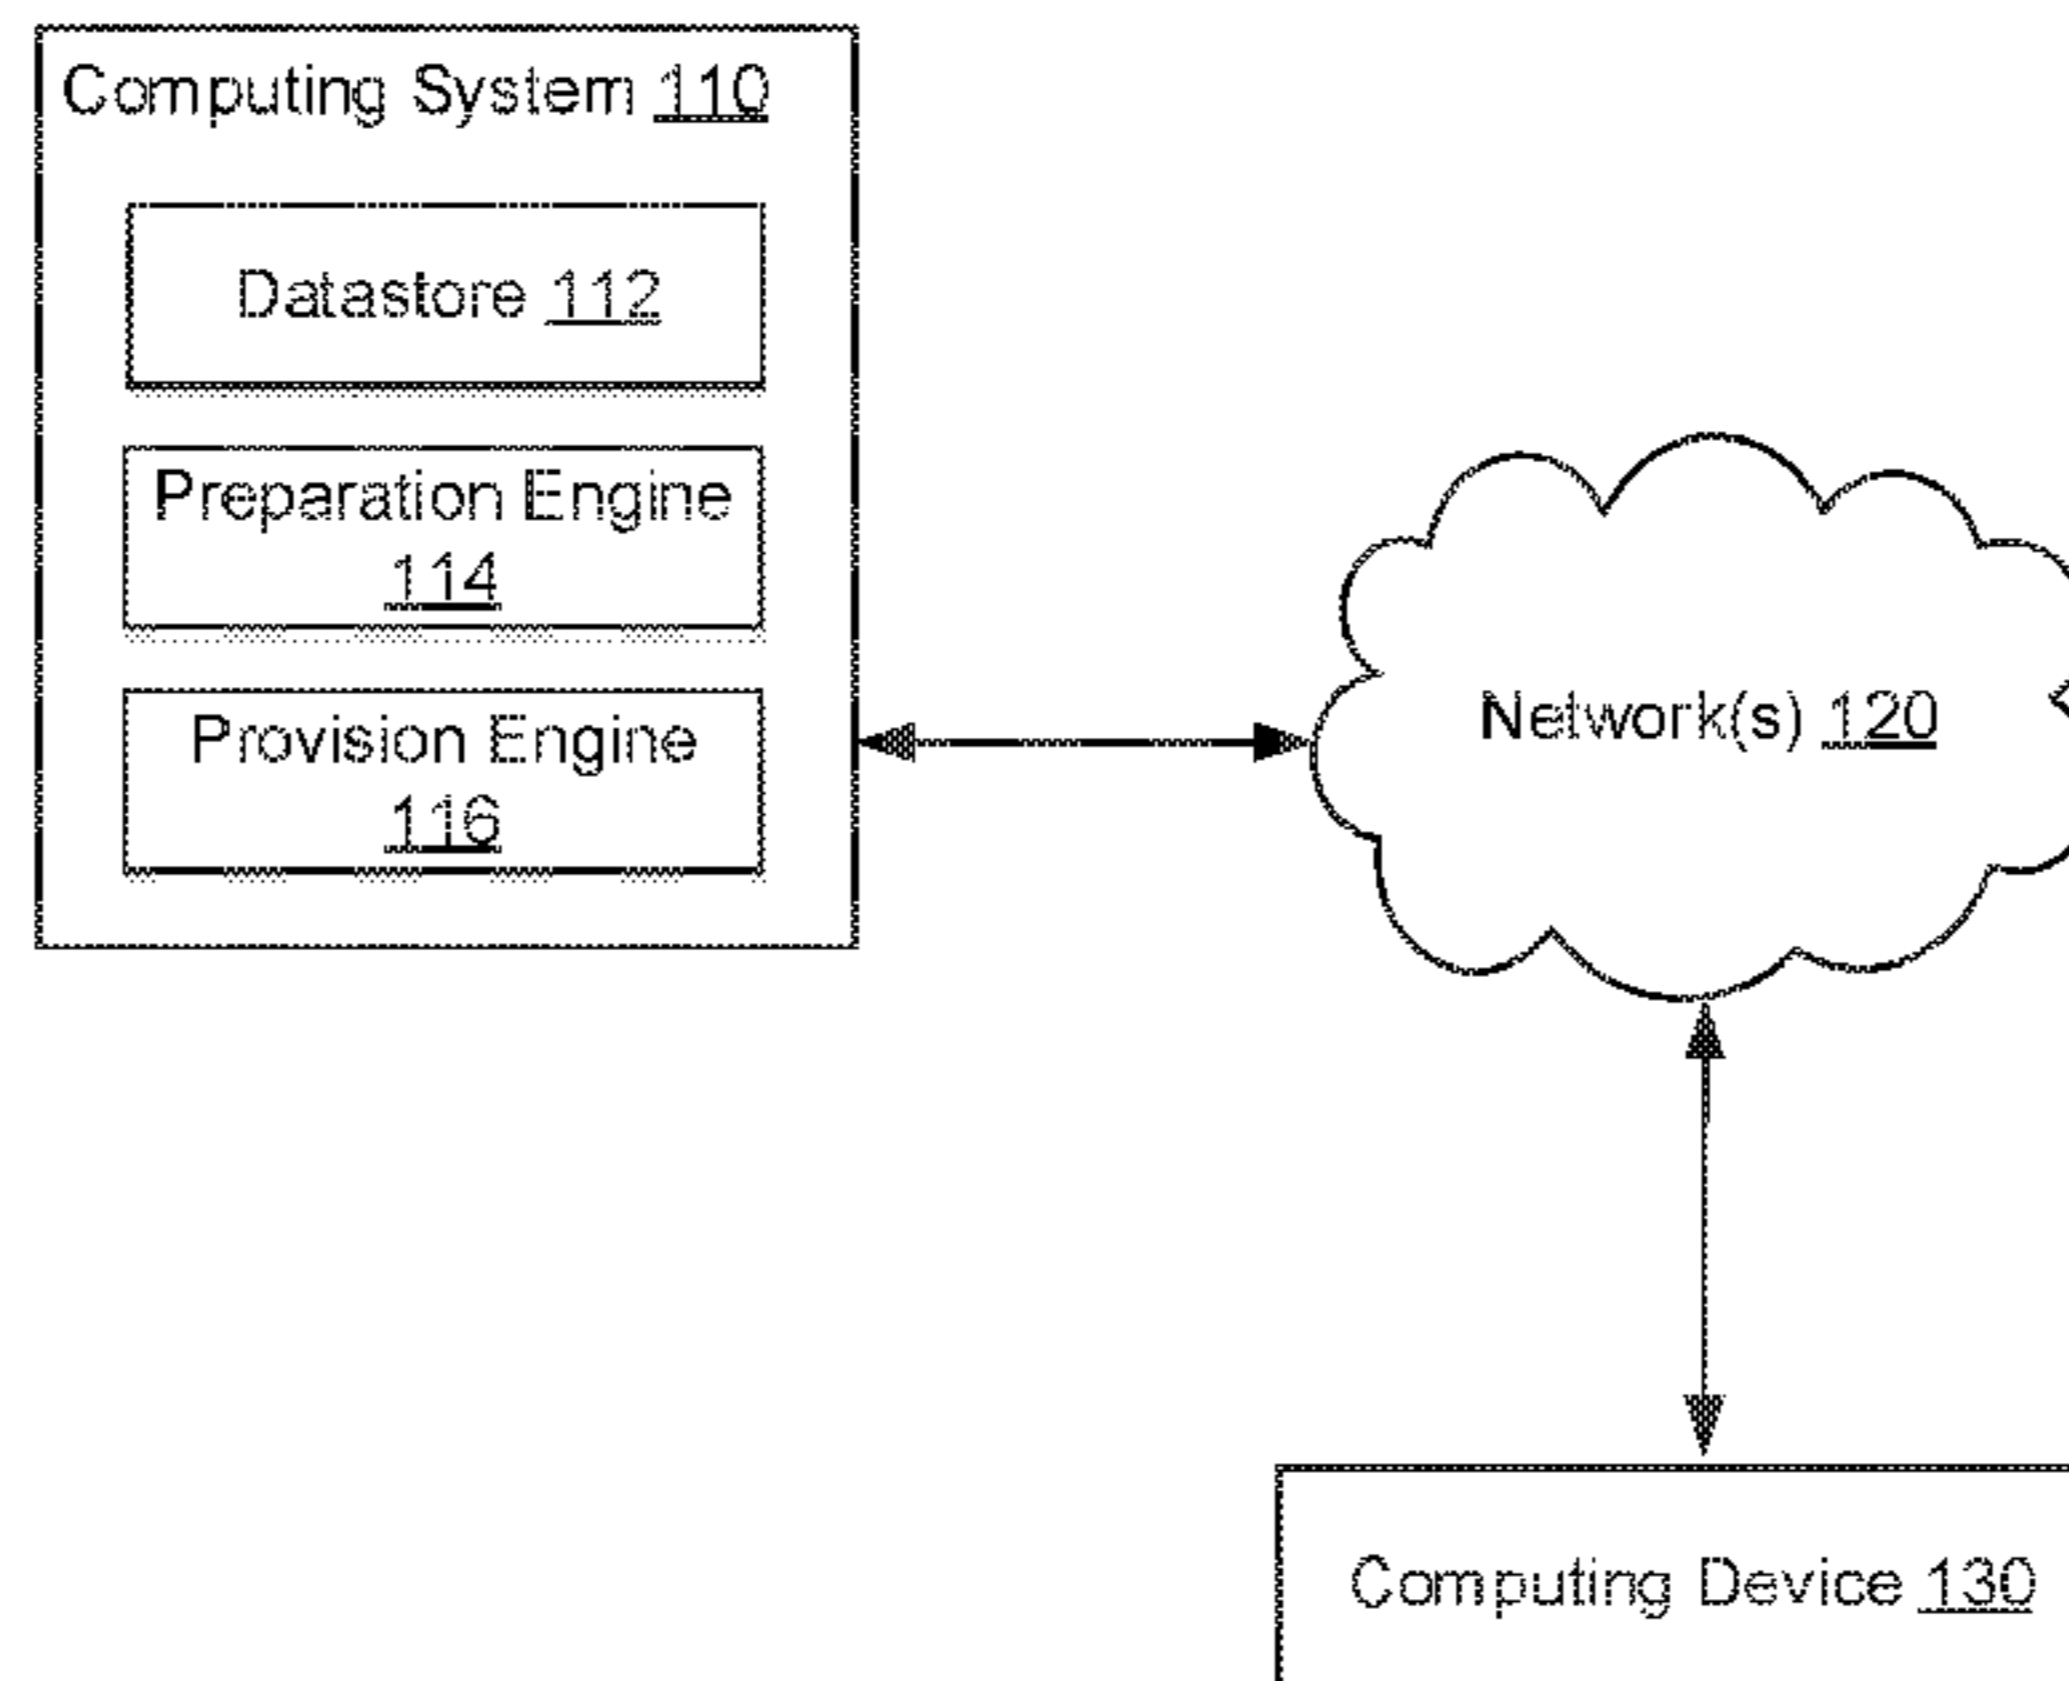 Computing System 110
Datastore 112
Preparation Engine
114
Provision Engine
116
Network(s) 120
Computing Device 130